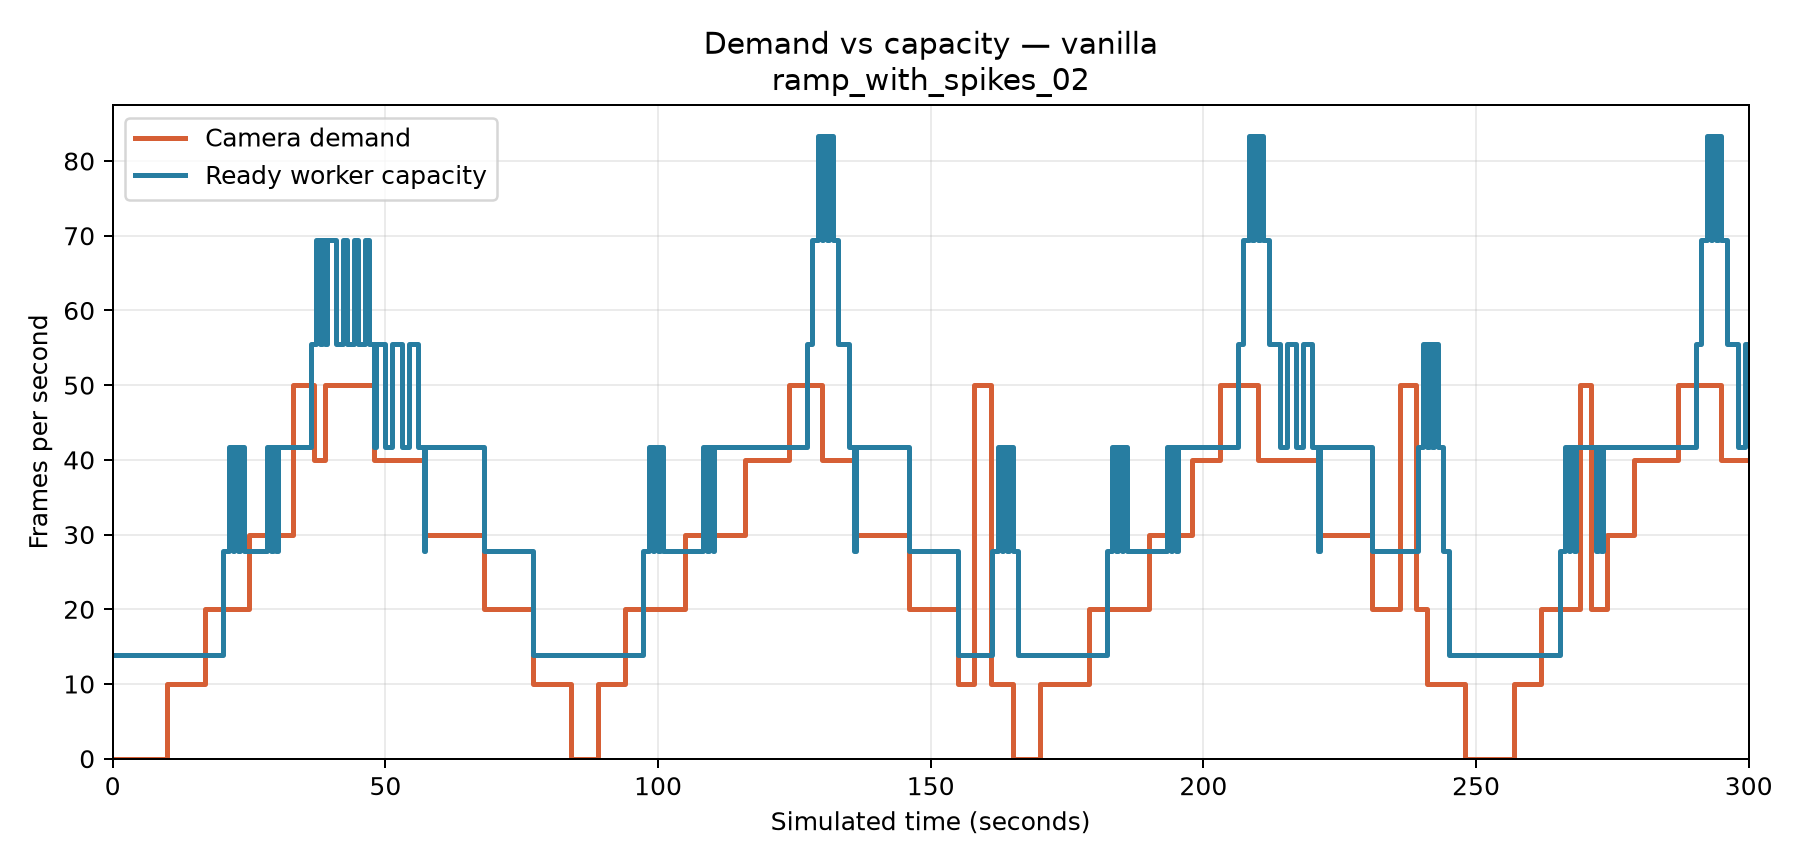 Demand vs capacity — vanilla
ramp_with_spikes_02
Camera demand
Ready worker capacity
Frames per second
80
70
60
50
40
30
20
10
0
0 50 100 150 200 250 300
Simulated time (seconds)